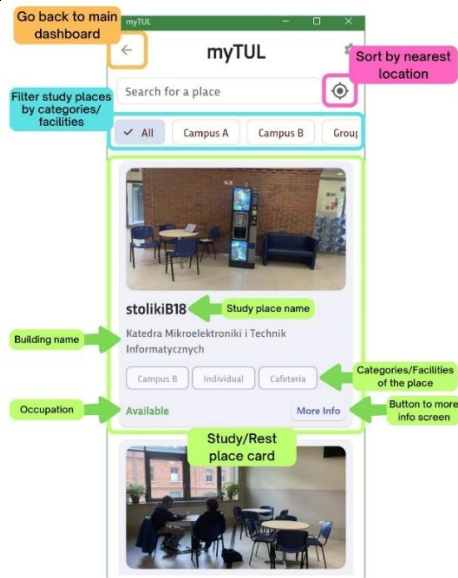 myTUL
Go back to main
dashboard
myTUL
Sort by nearest
location
Search for a place
Filter study places
by categories/
facilities
All
Campus A
Campus B
Group
stolikiB18
Study place name
Building name
Katedra Mikroelektroniki i Technik
Informatycznych
Campus B
Individual
Cafeteria
Categories/Facilities
of the place
Occupation
Available
More Info
Button to more
info screen
Study/Rest
place card